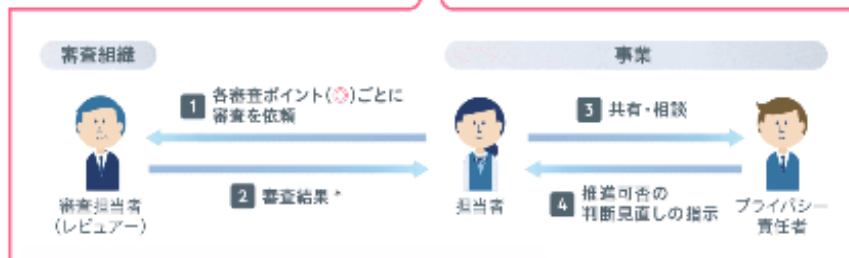 審査組織
事業
1 各審査ポイント(◎)ごとに
審査を依頼
3 共有・相談
2 審査結果 *
4 推進可否の
判断見直しの指示
審査担当者
(レビュアー)
担当者
プライバシー
責任者